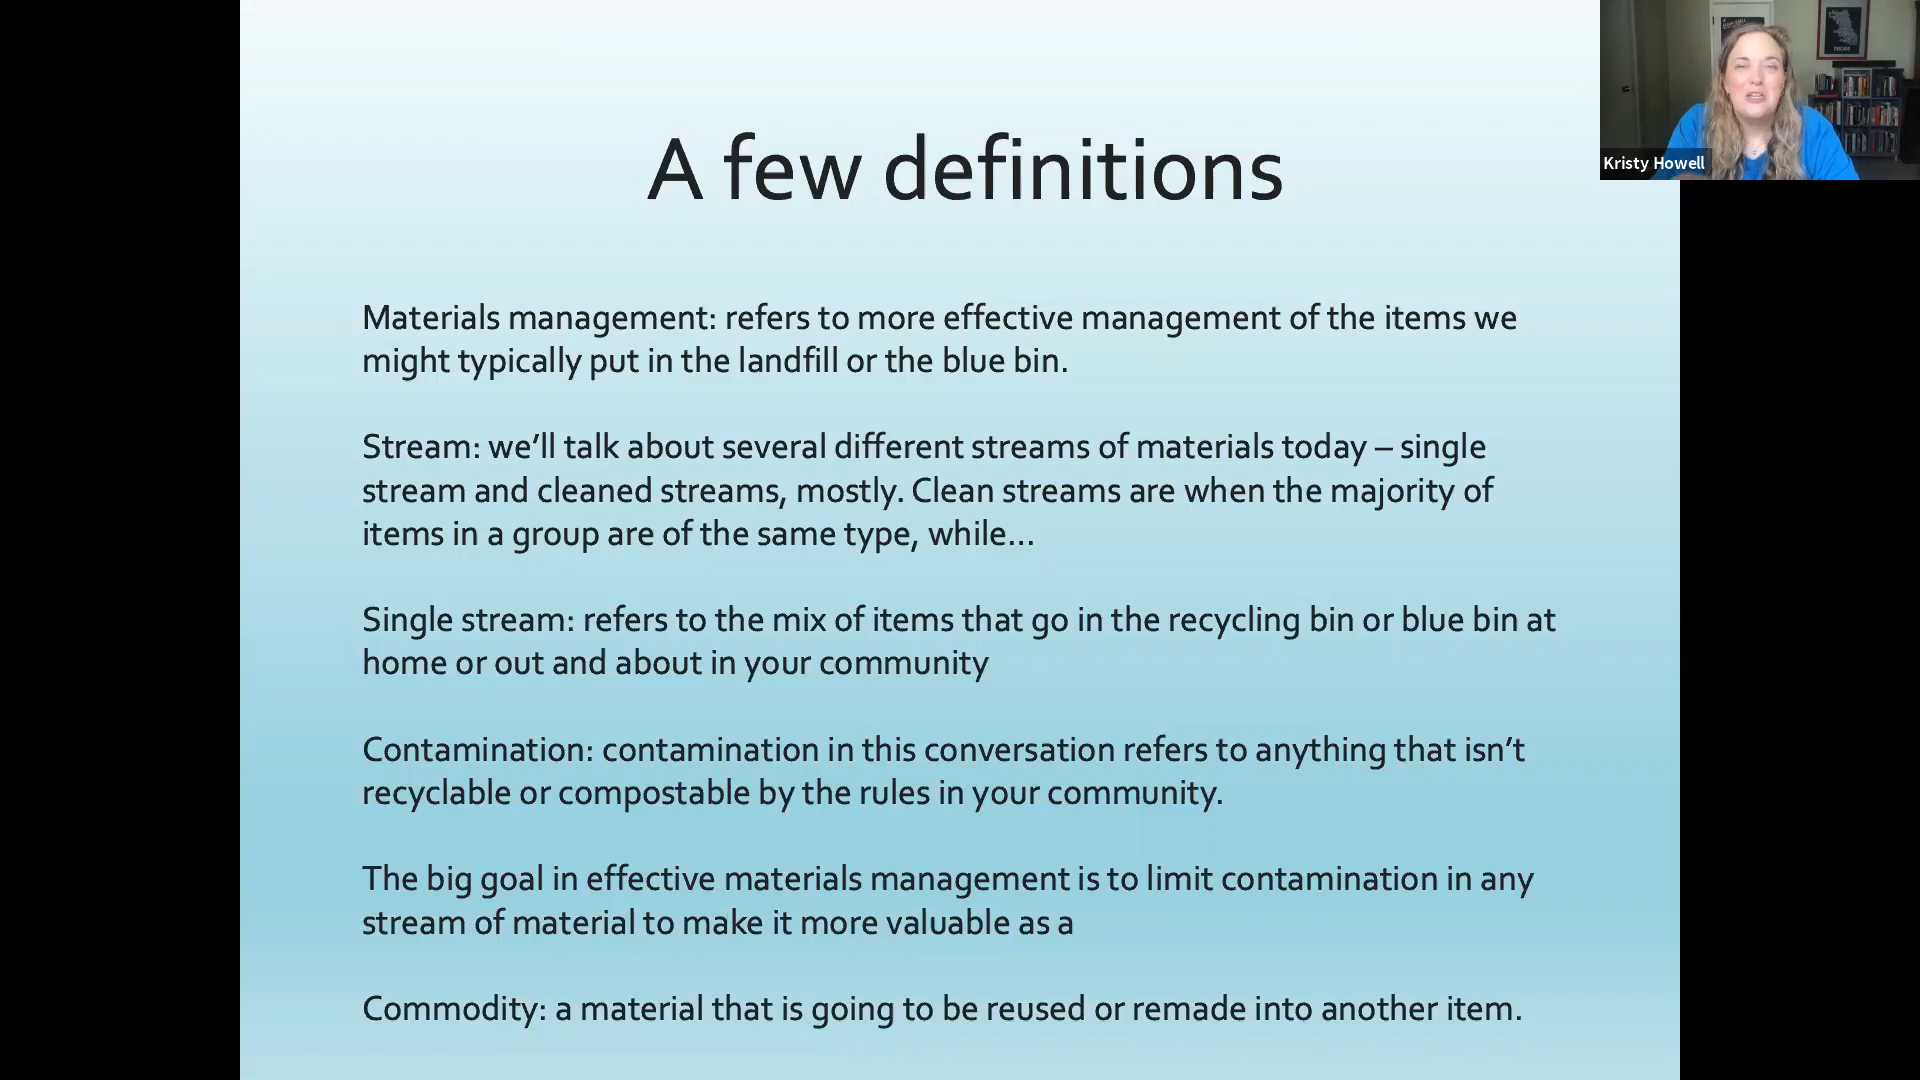 A few definitions
Materials management: refers to more effective management of the items we
might typically put in the landfill or the blue bin.
Stream: we’ll talk about several different streams of materials today – single
stream and cleaned streams, mostly. Clean streams are when the majority of
items in a group are of the same type, while…
Single stream: refers to the mix of items that go in the recycling bin or blue bin at
home or out and about in your community
Contamination: contamination in this conversation refers to anything that isn’t
recyclable or compostable by the rules in your community.
The big goal in effective materials management is to limit contamination in any
stream of material to make it more valuable as a
Commodity: a material that is going to be reused or remade into another item.
Kristy Howell
CHICAGO